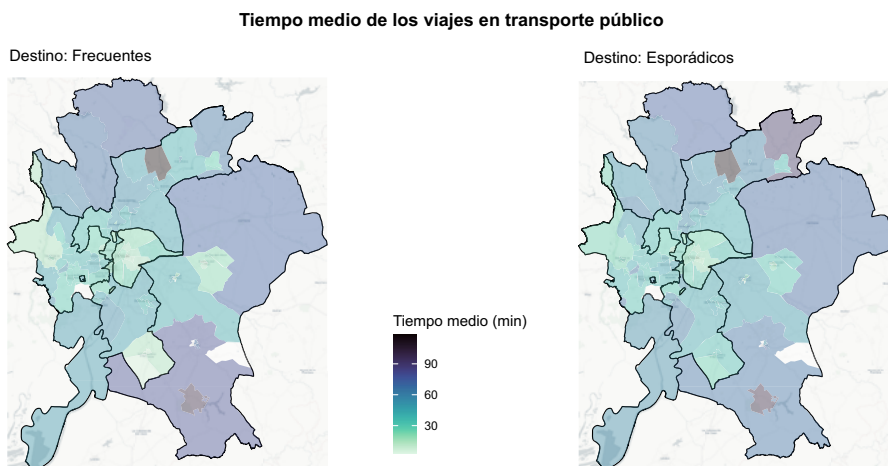 Tiempo medio de los viajes en transporte público
Destino: Frecuentes
Destino: Esporádicos
Tiempo medio (min)
90
60
30